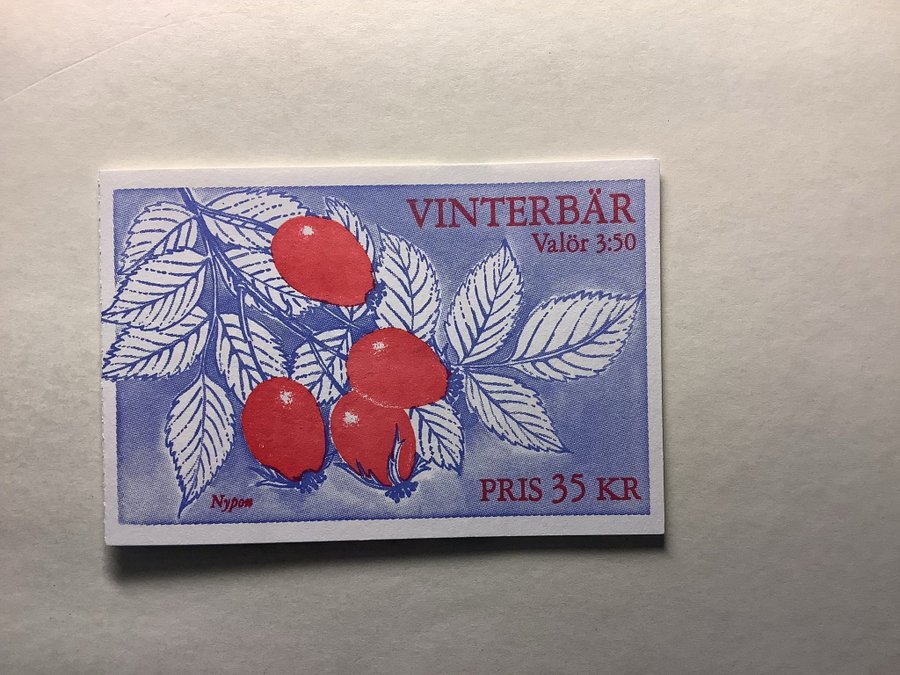 VINTERBÄR
Valör 3:50
PRIS 35 KR
Nypon